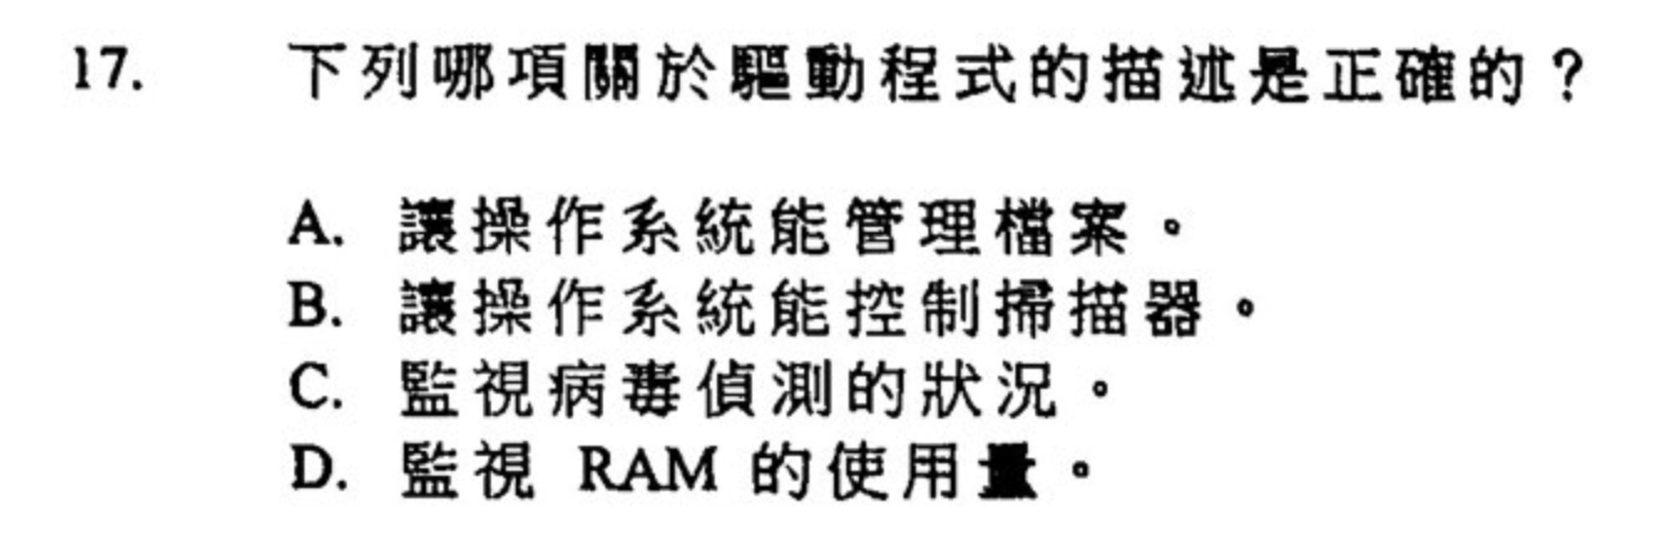 17. 下列哪項關於驅動程式的描述是正確的？
A. 讓操作系統能管理檔案。
B. 讓操作系統能控制掃描器。
C. 監視病毒偵測的狀況。
D. 監視 RAM 的使用量。